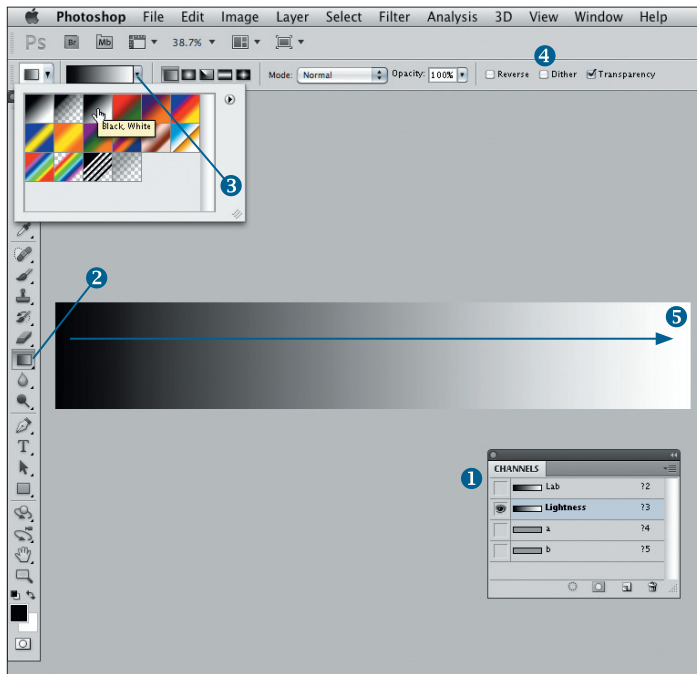 Photoshop File Edit Image Layer Select Filter Analysis 3D View Window Help
Ps Br Mb 38.7%
4
Mode: Normal Opacity: 100% Reverse Dither Transparency
Black, White
3
2
5
1
CHANNELS
Lab ?2
Lightness ?3
a ?4
b ?5
T